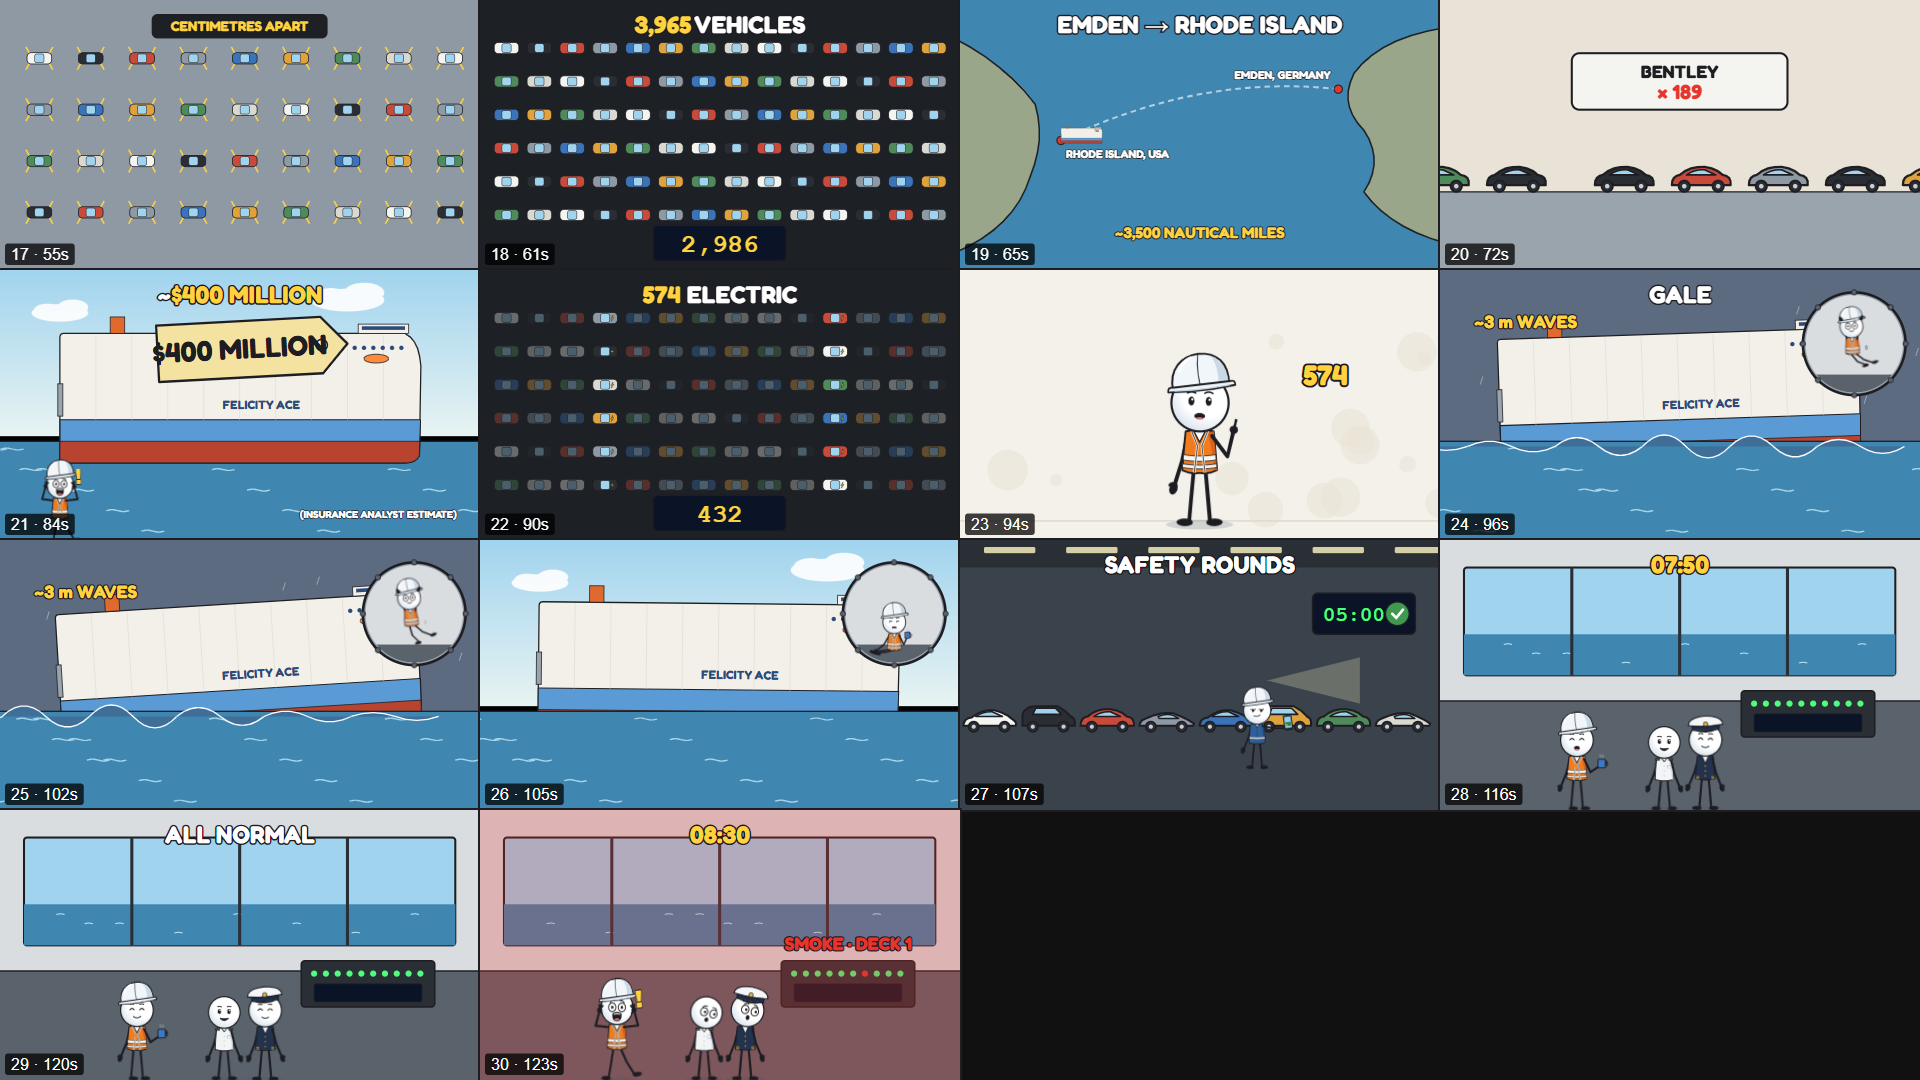 CENTIMETRES APART
17 · 55s
3,965 VEHICLES
2,986
18 · 61s
EMDEN → RHODE ISLAND
EMDEN, GERMANY
RHODE ISLAND, USA
~3,500 NAUTICAL MILES
19 · 65s
BENTLEY
× 189
20 · 72s
~$400 MILLION
$400 MILLION
FELICITY ACE
(INSURANCE ANALYST ESTIMATE)
21 · 84s
574 ELECTRIC
432
22 · 90s
574
23 · 94s
GALE
~3 m WAVES
FELICITY ACE
24 · 96s
~3 m WAVES
FELICITY ACE
25 · 102s
FELICITY ACE
26 · 105s
SAFETY ROUNDS
05:00
27 · 107s
07:50
28 · 116s
ALL NORMAL
29 · 120s
08:30
SMOKE · DECK 1
30 · 123s